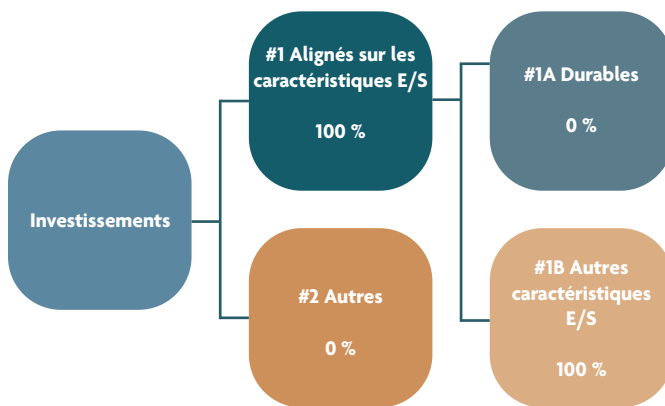 #1 Alignés sur les
caractéristiques E/S
100 %
#1A Durables
0 %
Investissements
#2 Autres
0 %
#1B Autres
caractéristiques
E/S
100 %